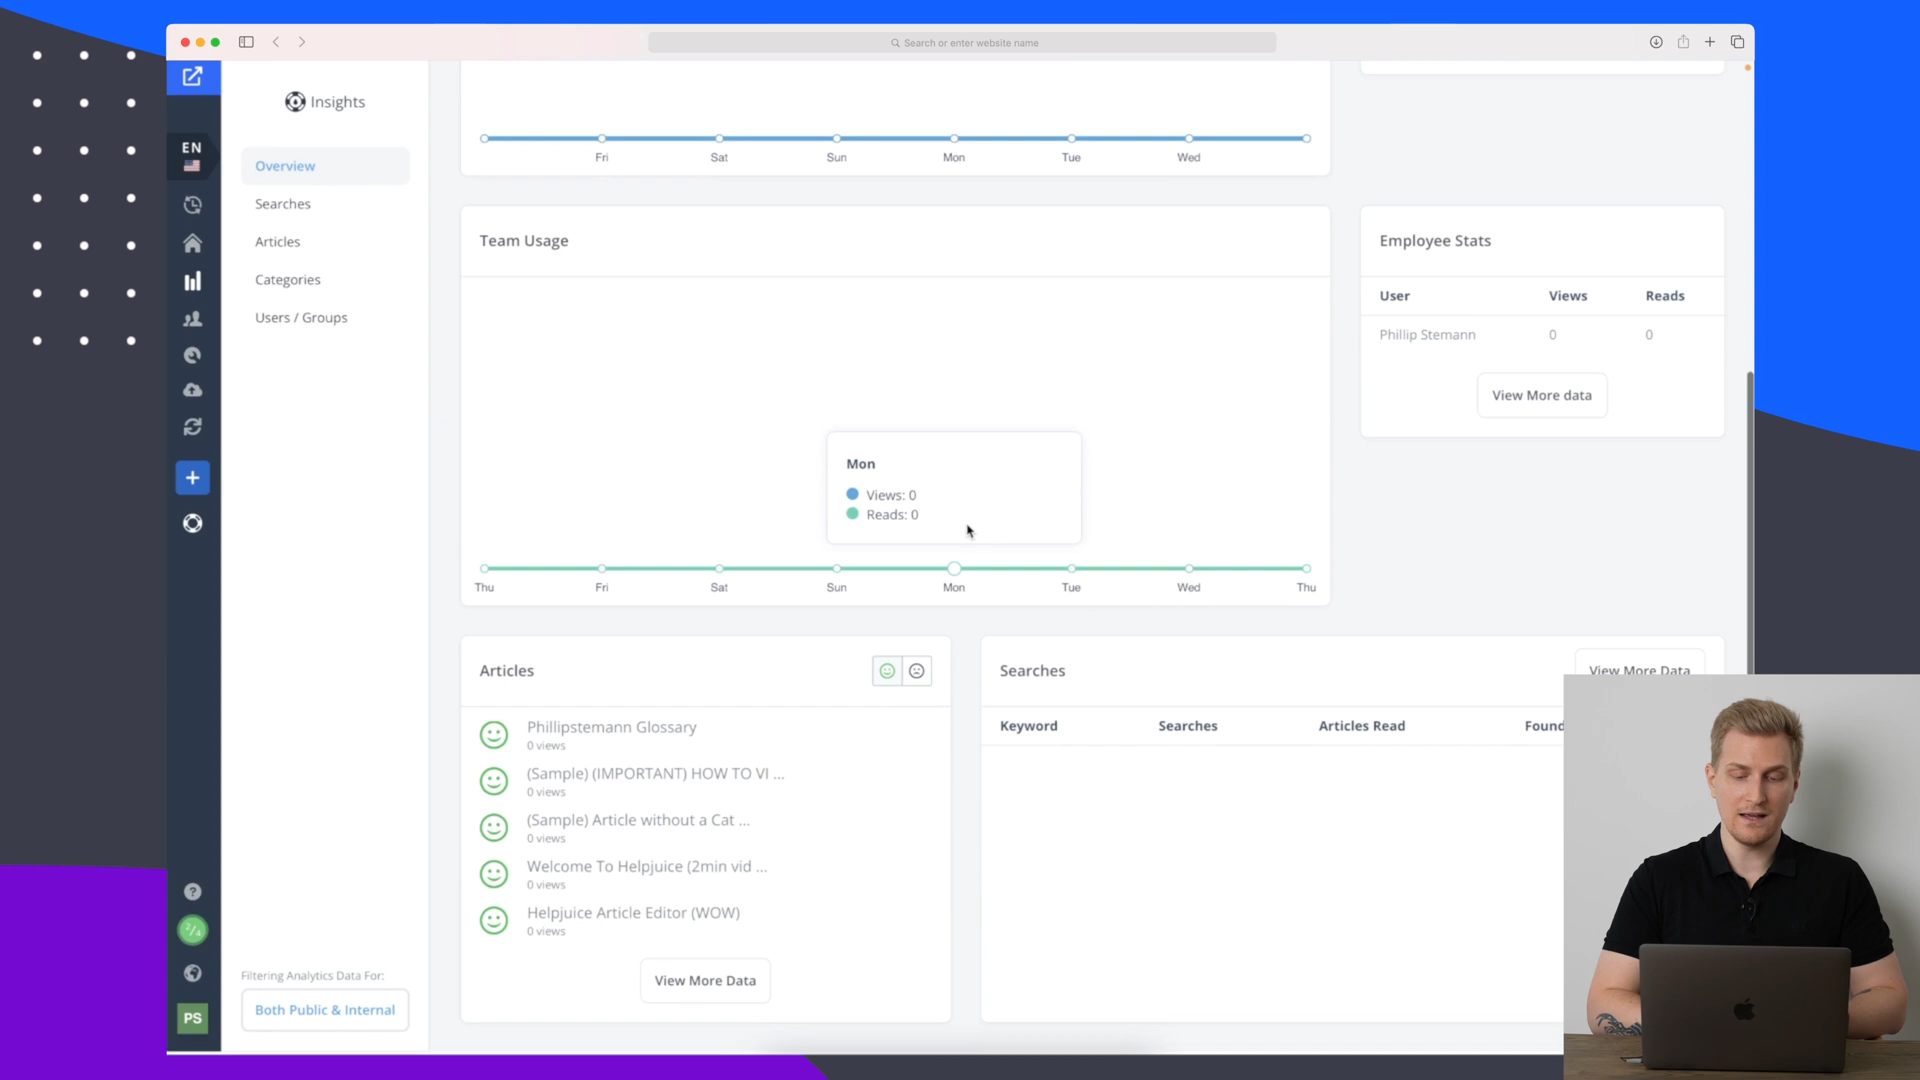 Search or enter website name
Insights
EN
Overview
Searches
Articles
Categories
Users / Groups
Fri Sat Sun Mon Tue Wed
Team Usage
Mon
Views: 0
Reads: 0
Thu Fri Sat Sun Mon Tue Wed Thu
Employee Stats
User Views Reads
Phillip Stemann 0 0
View More data
Articles
Phillipstemann Glossary
0 views
(Sample) (IMPORTANT) HOW TO VI ...
0 views
(Sample) Article without a Cat ...
0 views
Welcome To Helpjuice (2min vid ...
0 views
Helpjuice Article Editor (WOW)
0 views
View More Data
Searches
View More Data
Keyword Searches Articles Read Found
2/4
Filtering Analytics Data For:
Both Public & Internal
PS